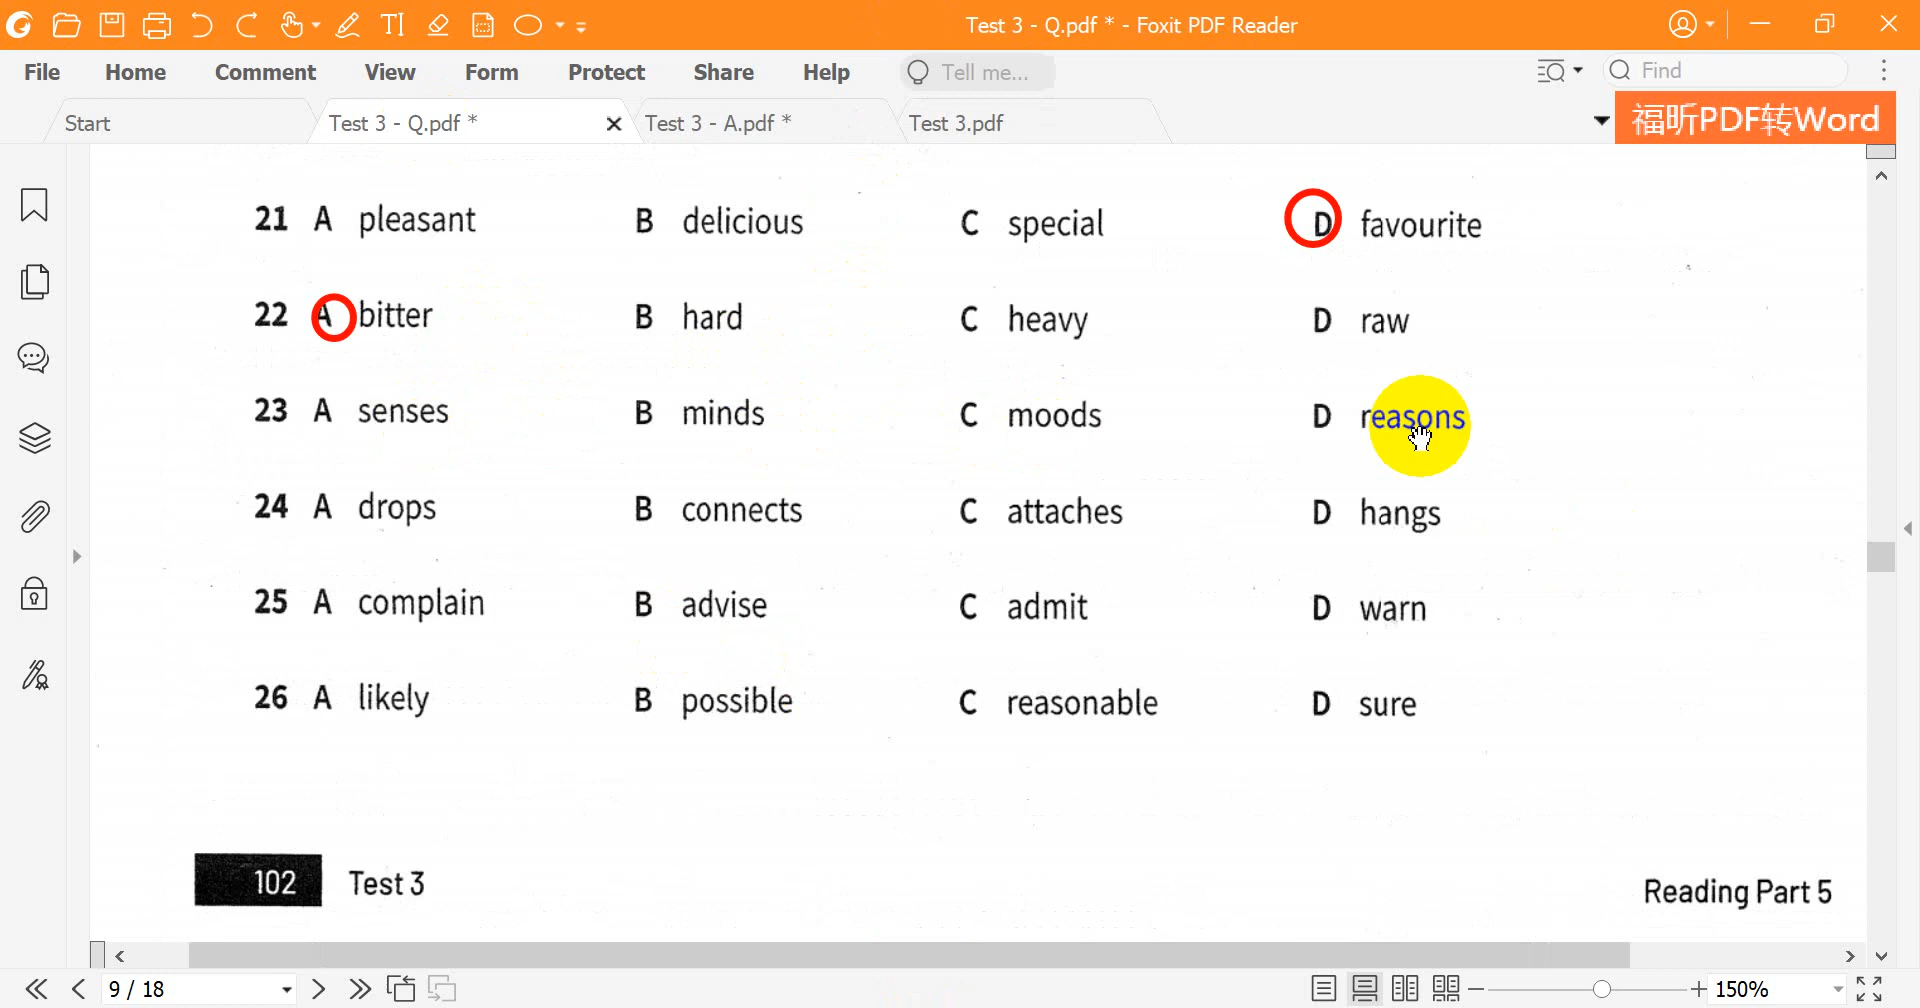 Test 3 - Q.pdf * - Foxit PDF Reader
File Home Comment View Form Protect Share Help Tell me... Find
Start Test 3 - Q.pdf * Test 3 - A.pdf * Test 3.pdf 福昕PDF转Word
21 A pleasant B delicious C special D favourite
22 A bitter B hard C heavy D raw
23 A senses B minds C moods D reasons
24 A drops B connects C attaches D hangs
25 A complain B advise C admit D warn
26 A likely B possible C reasonable D sure
102 Test 3 Reading Part 5
9 / 18 150%